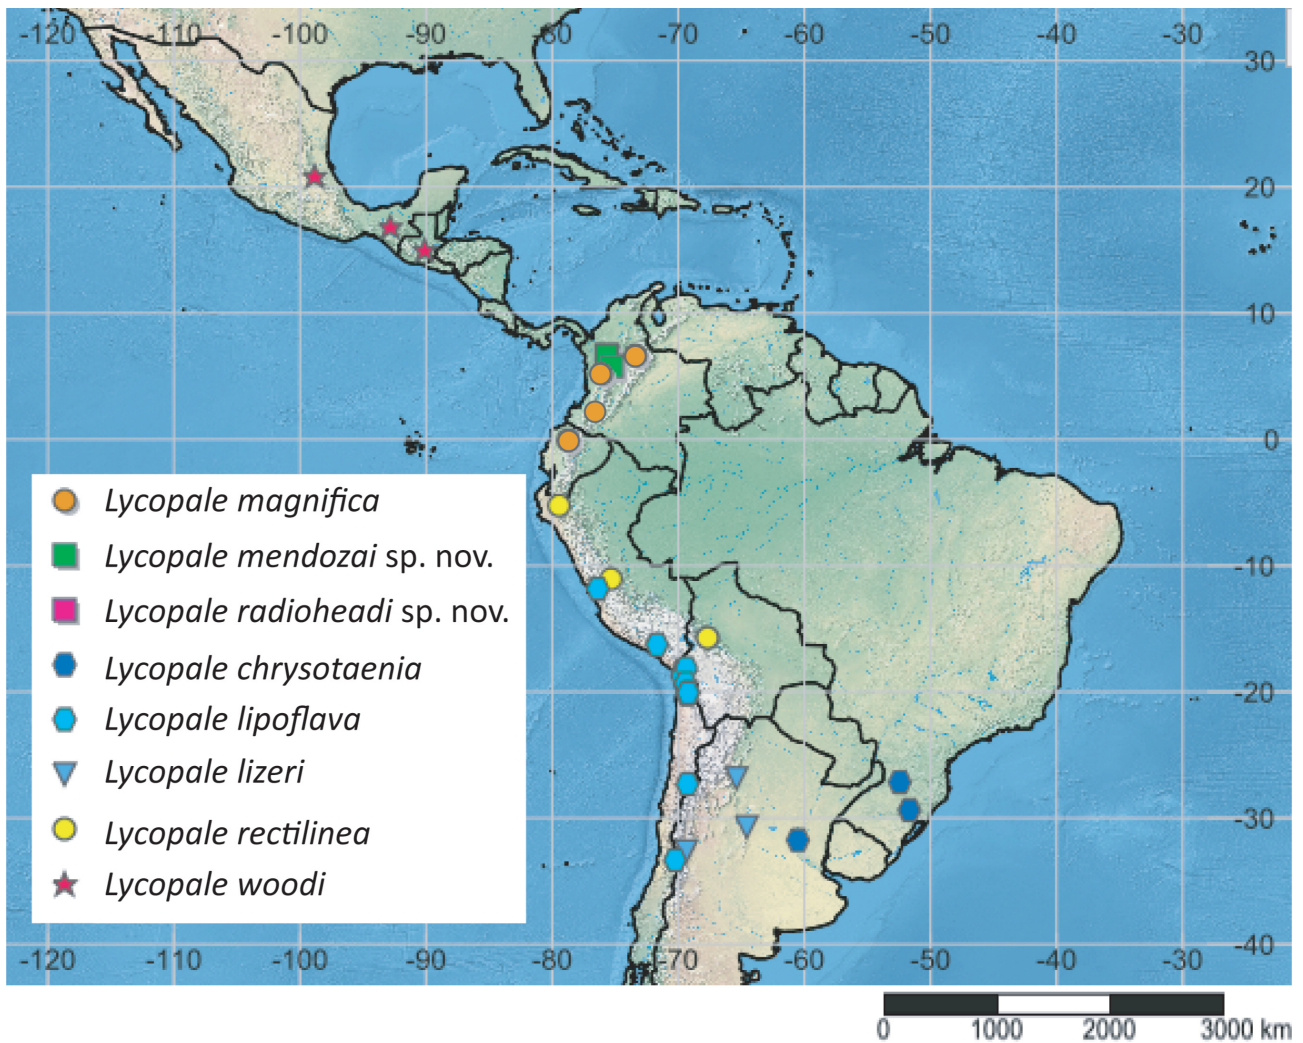 -120 -110 -100 -90 -80 -70 -60 -50 -40 -30
30
20
10
0
-10
-20
-30
-40
Lycopale magnifica
Lycopale mendozai sp. nov.
Lycopale radioheadi sp. nov.
Lycopale chrysotaenia
Lycopale lipoflava
Lycopale lizeri
Lycopale rectilinea
Lycopale woodi
-120 -110 -100 -90 -80 -70 -60 -50 -40 -30
0 1000 2000 3000 km